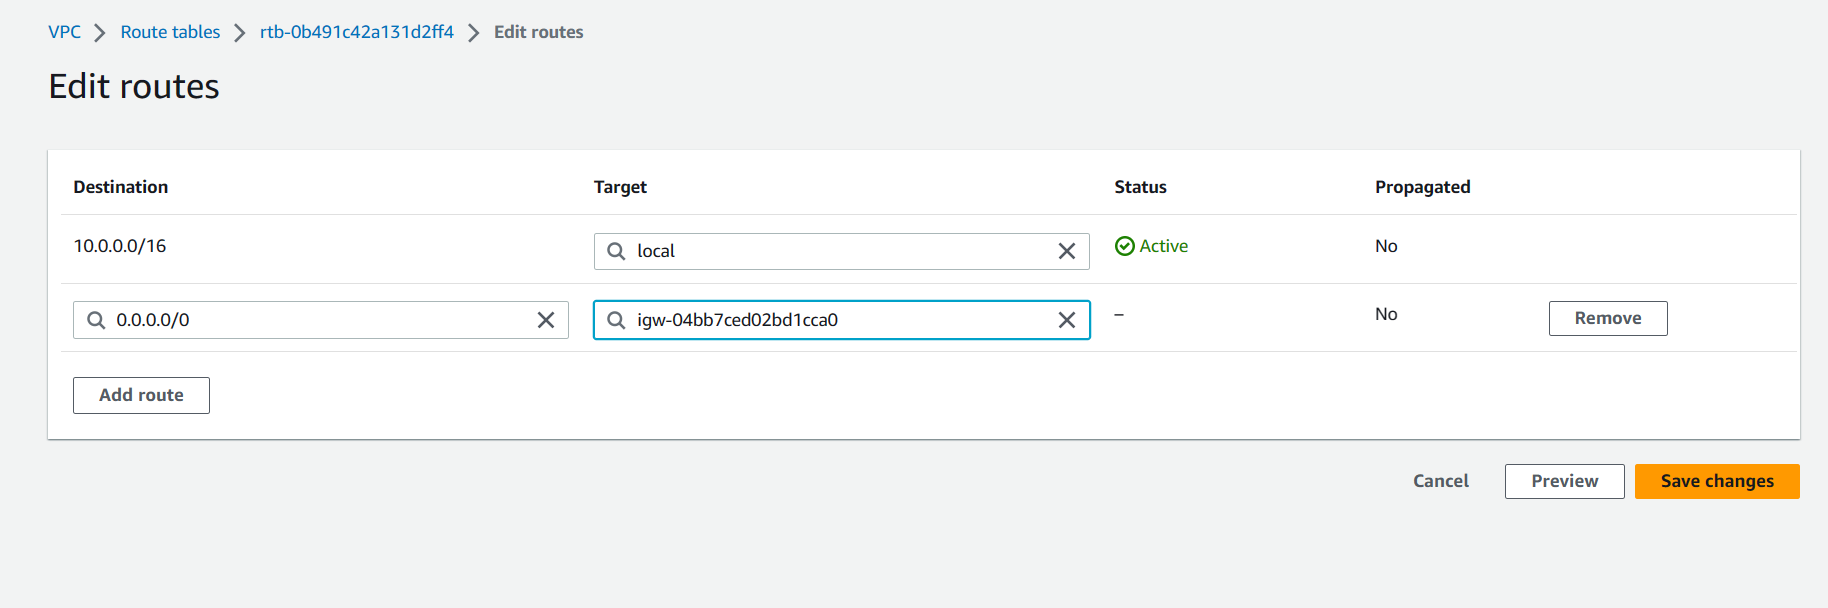 VPC > Route tables > rtb-0b491c42a131d2ff4 > Edit routes
Edit routes
Destination Target Status Propagated
10.0.0.0/16 local Active No
0.0.0.0/0 igw-04bb7ced02bd1cca0 – No Remove
Add route
Cancel Preview Save changes